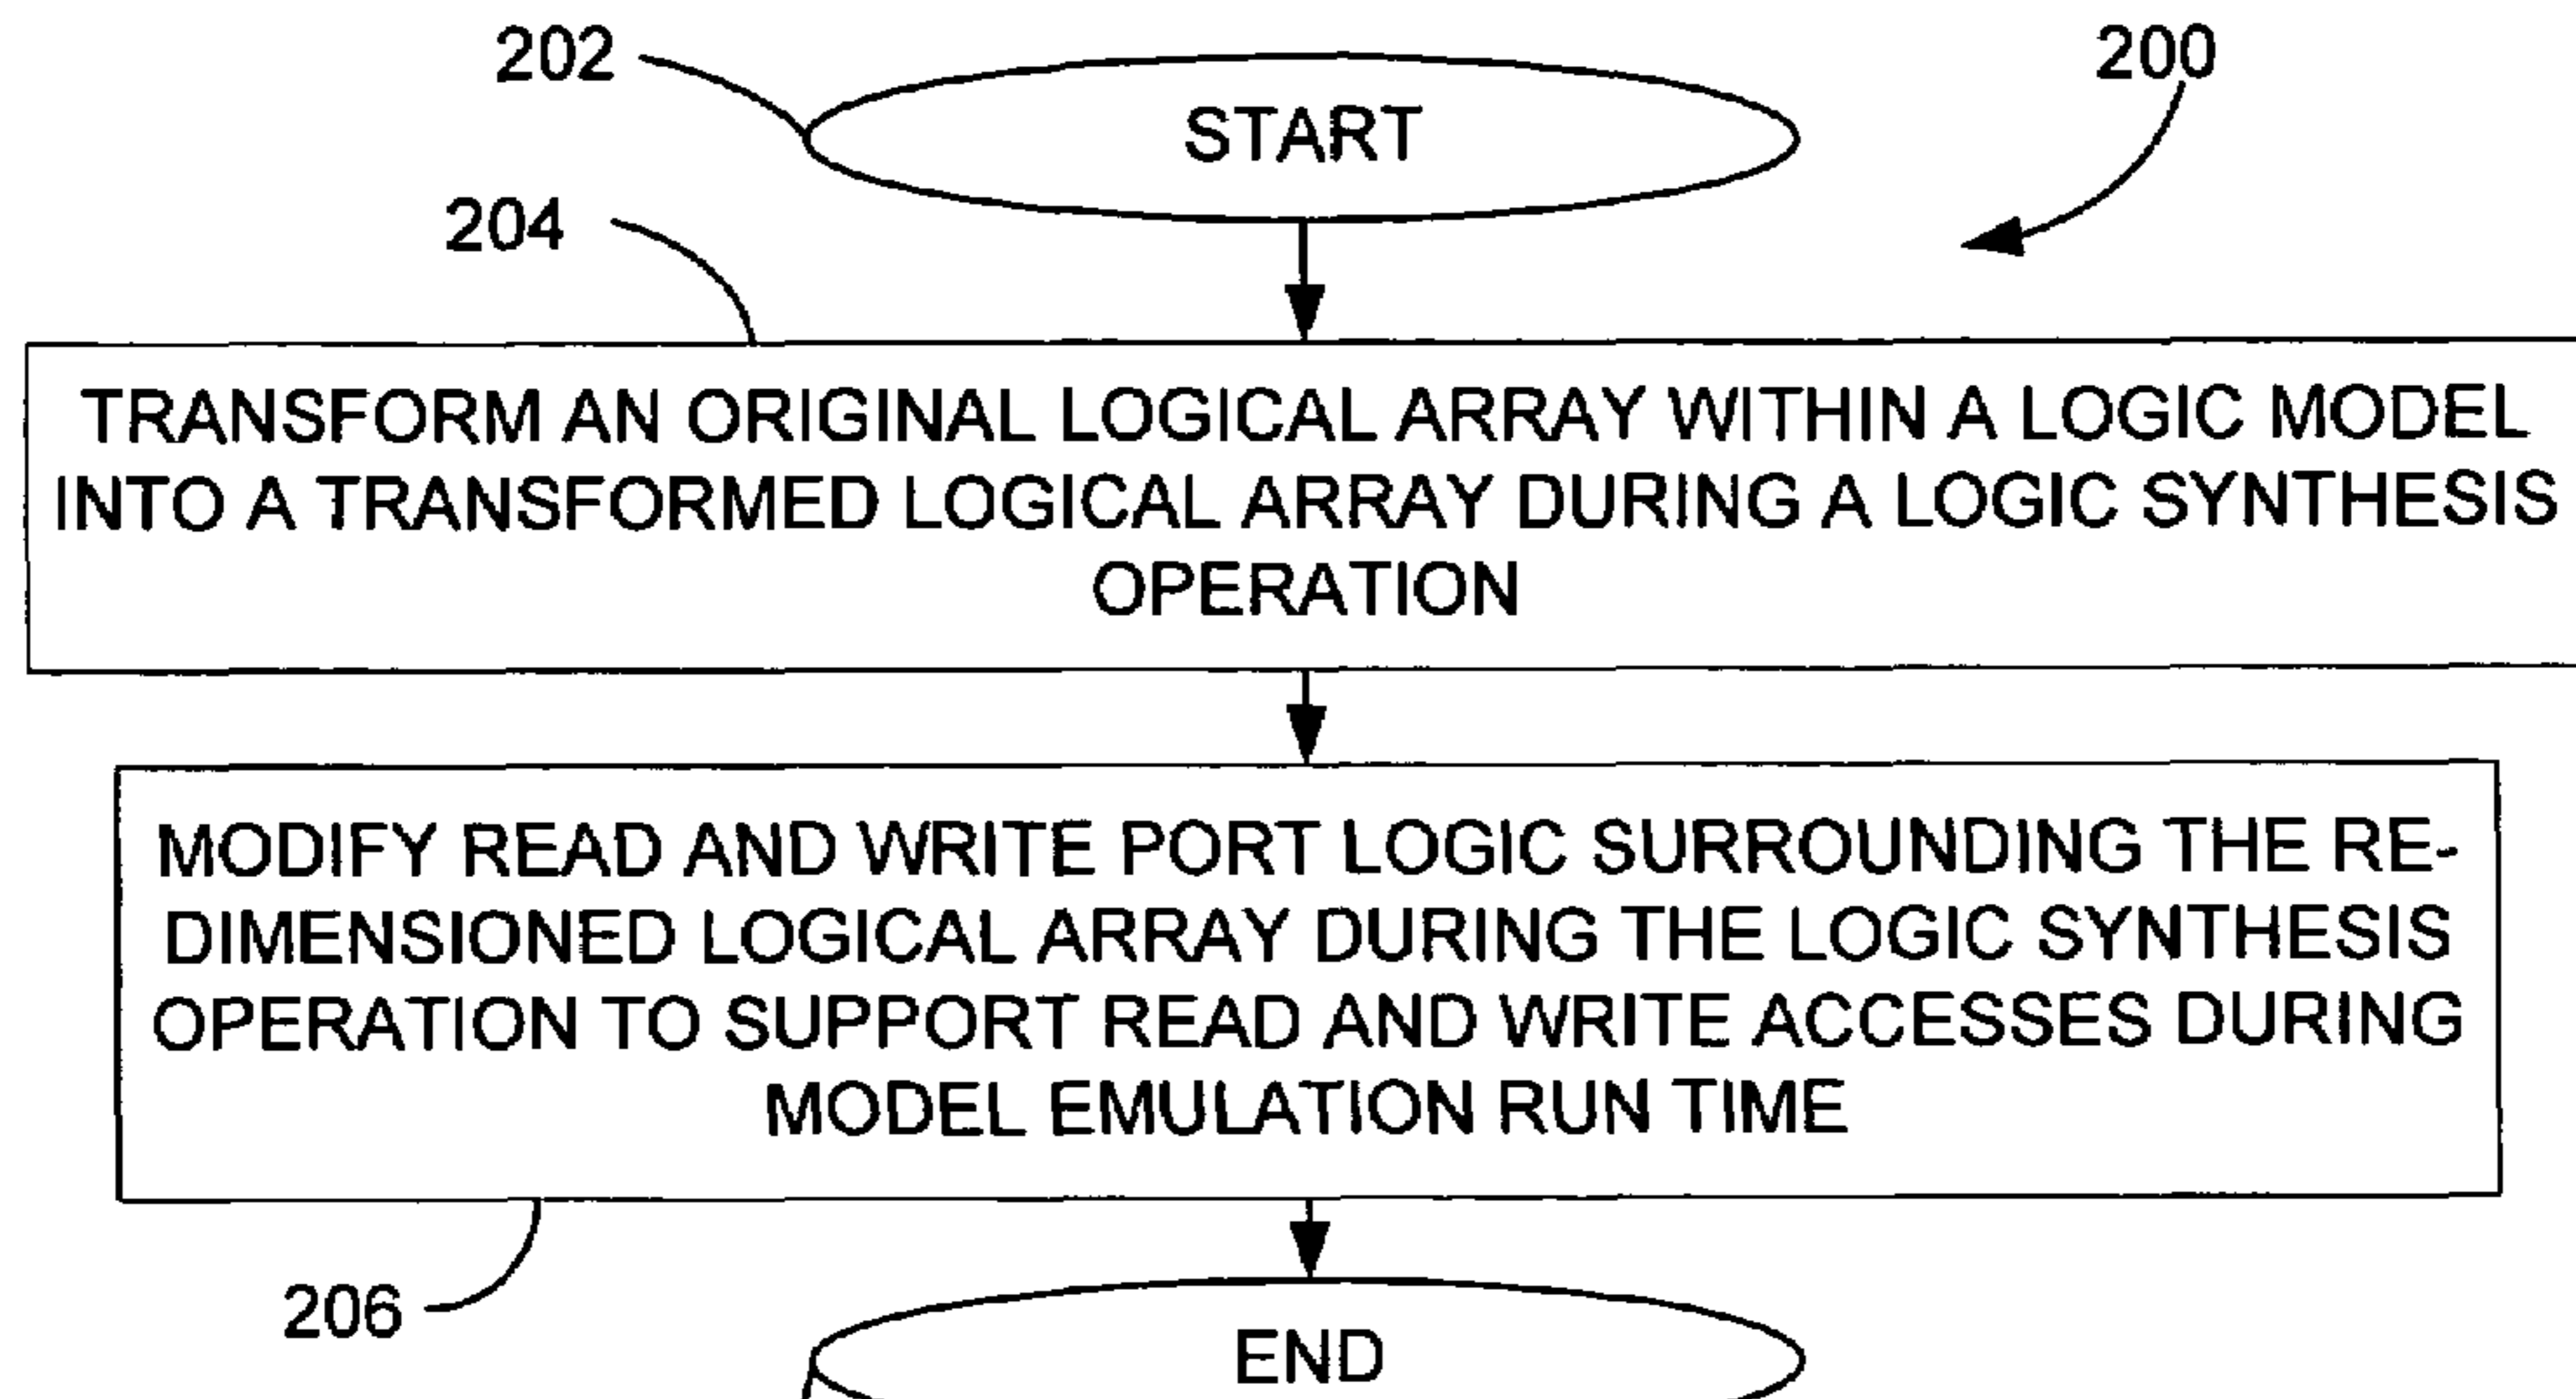 202
START
200
204
TRANSFORM AN ORIGINAL LOGICAL ARRAY WITHIN A LOGIC MODEL
INTO A TRANSFORMED LOGICAL ARRAY DURING A LOGIC SYNTHESIS
OPERATION
MODIFY READ AND WRITE PORT LOGIC SURROUNDING THE RE-
DIMENSIONED LOGICAL ARRAY DURING THE LOGIC SYNTHESIS
OPERATION TO SUPPORT READ AND WRITE ACCESSES DURING
MODEL EMULATION RUN TIME
206
END